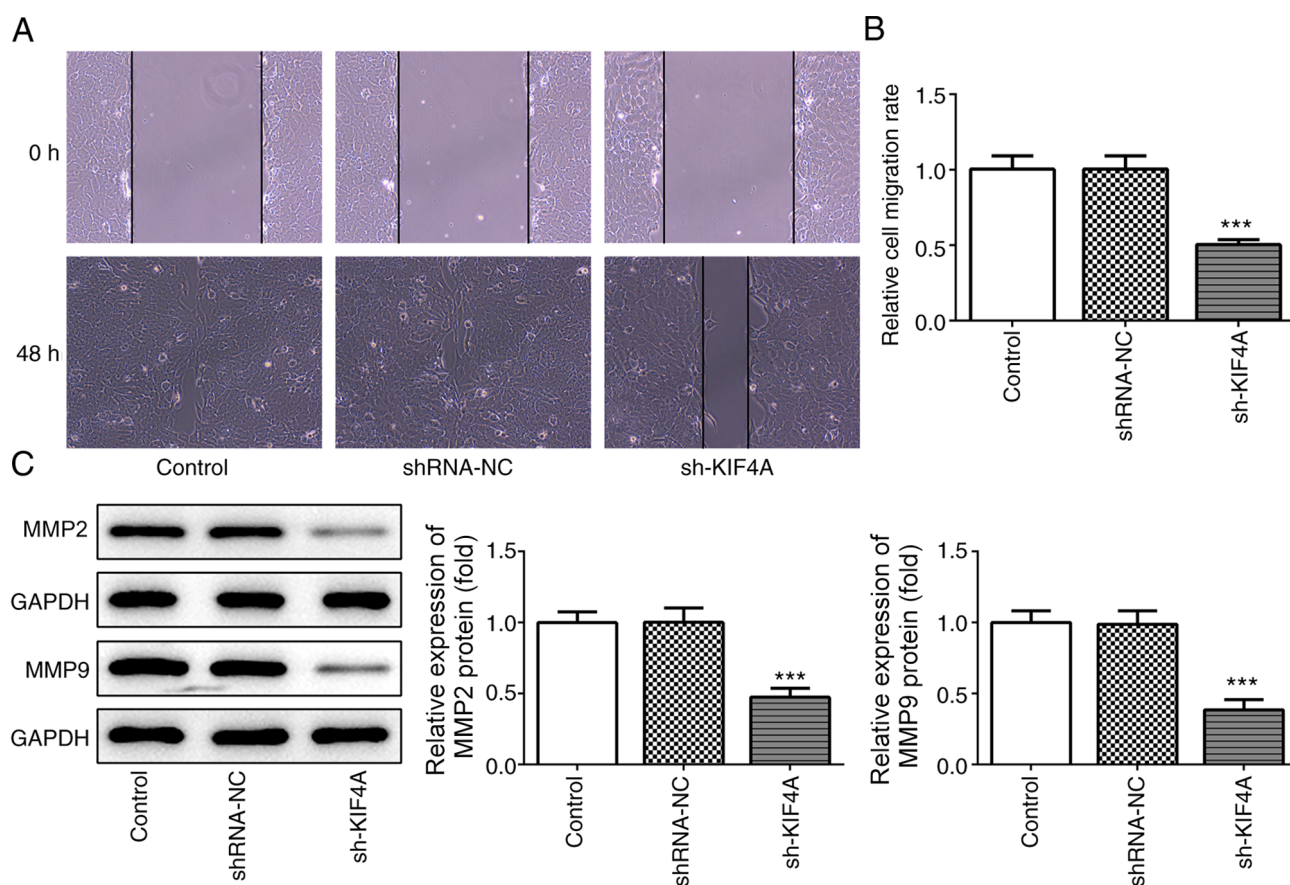 A
0 h
48 h
Control
shRNA-NC
sh-KIF4A
B
Relative cell migration rate
1.5
1.0
0.5
0.0
***
Control
shRNA-NC
sh-KIF4A
C
MMP2
GAPDH
MMP9
GAPDH
Control
shRNA-NC
sh-KIF4A
Relative expression of
MMP2 protein (fold)
1.5
1.0
0.5
0.0
***
Control
shRNA-NC
sh-KIF4A
Relative expression of
MMP9 protein (fold)
1.5
1.0
0.5
0.0
***
Control
shRNA-NC
sh-KIF4A